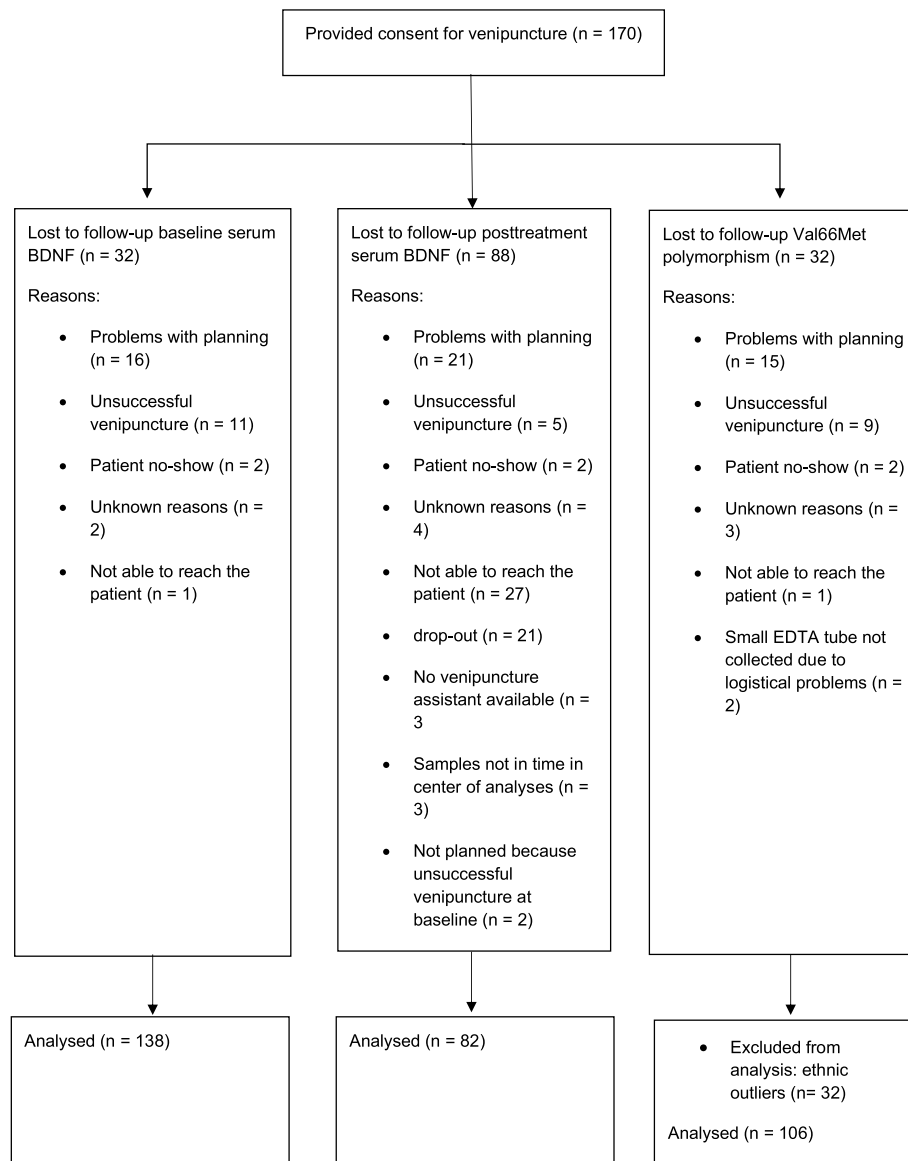 Provided consent for venipuncture (n = 170)
Lost to follow-up baseline serum
BDNF (n = 32)
Reasons:
• Problems with planning
(n = 16)
• Unsuccessful
venipuncture (n = 11)
• Patient no-show (n = 2)
• Unknown reasons (n =
2)
• Not able to reach the
patient (n = 1)
Lost to follow-up posttreatment
serum BDNF (n = 88)
Reasons:
• Problems with planning
(n = 21)
• Unsuccessful
venipuncture (n = 5)
• Patient no-show (n = 2)
• Unknown reasons (n =
4)
• Not able to reach the
patient (n = 27)
• drop-out (n = 21)
• No venipuncture
assistant available (n =
3
• Samples not in time in
center of analyses (n =
3)
• Not planned because
unsuccessful
venipuncture at
baseline (n = 2)
Lost to follow-up Val66Met
polymorphism (n = 32)
Reasons:
• Problems with planning
(n = 15)
• Unsuccessful
venipuncture (n = 9)
• Patient no-show (n = 2)
• Unknown reasons (n =
3)
• Not able to reach the
patient (n = 1)
• Small EDTA tube not
collected due to
logistical problems (n =
2)
Analysed (n = 138)
Analysed (n = 82)
• Excluded from
analysis: ethnic
outliers (n= 32)
Analysed (n = 106)